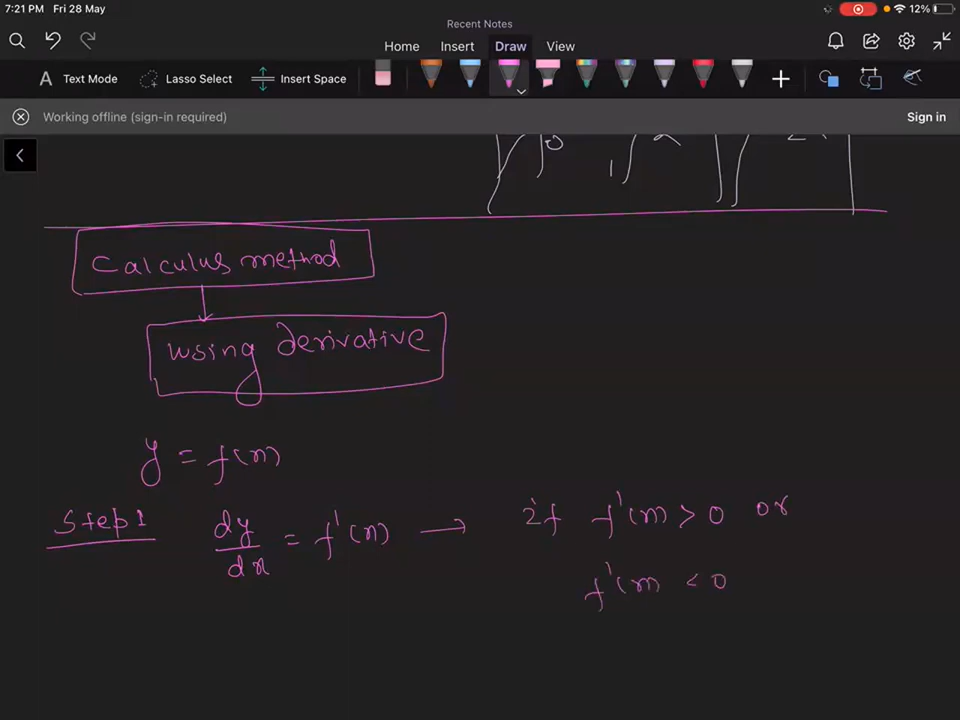 7:21 PM Fri 28 May
12%
Recent Notes
Home Insert Draw View
A Text Mode Lasso Select Insert Space
Working offline (sign-in required) Sign in
Calculus method
using derivative
y = f(x)
Step 1 dy/dx = f'(x) → if f'(x) > 0 or
f'(x) < 0